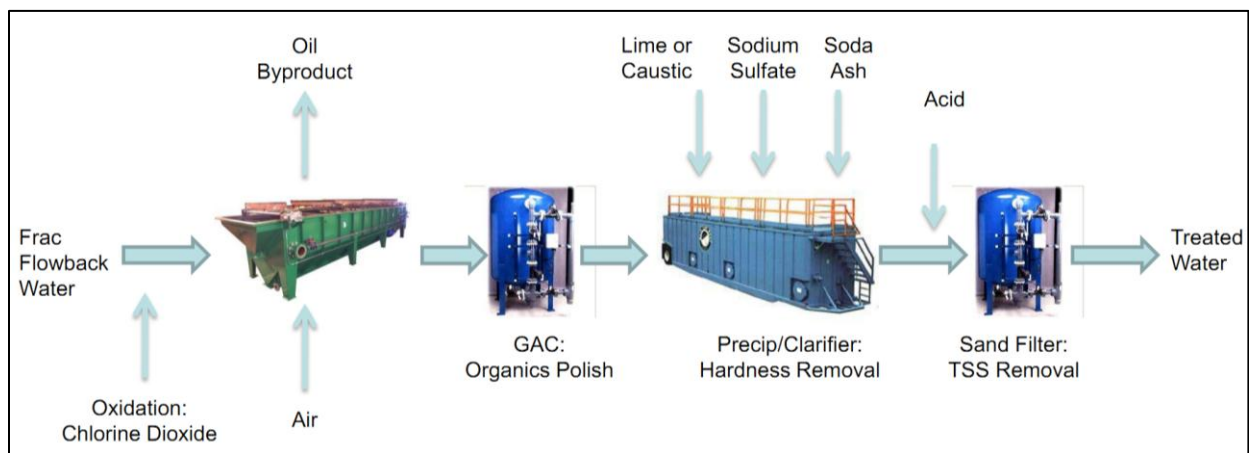 Oil
Byproduct
Lime or
Caustic
Sodium
Sulfate
Soda
Ash
Acid
Frac
Flowback
Water
Treated
Water
GAC:
Organics Polish
Precip/Clarifier:
Hardness Removal
Sand Filter:
TSS Removal
Oxidation:
Chlorine Dioxide
Air